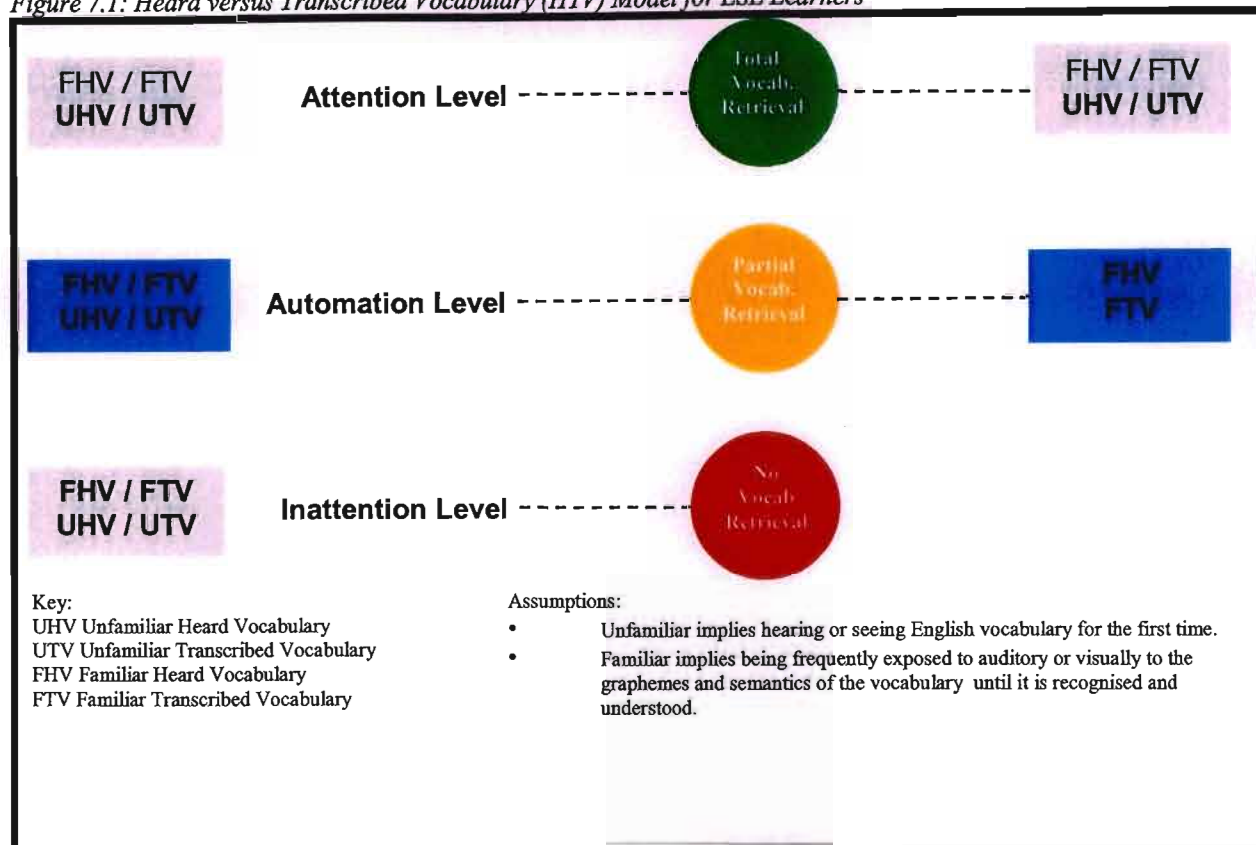 Figure 7.1: Heard versus Transcribed Vocabulary (HTV) Model for ESL Learners
FHV / FTV
UHV / UTV
Attention Level
Total
Vocab.
Retrieval
FHV / FTV
UHV / UTV
FHV / FTV
UHV / UTV
Automation Level
Partial
Vocab.
Retrieval
FHV
FTV
FHV / FTV
UHV / UTV
Inattention Level
No
Vocab
Retrieval
Key:
UHV Unfamiliar Heard Vocabulary
UTV Unfamiliar Transcribed Vocabulary
FHV Familiar Heard Vocabulary
FTV Familiar Transcribed Vocabulary
Assumptions:
• Unfamiliar implies hearing or seeing English vocabulary for the first time.
• Familiar implies being frequently exposed to auditory or visually to the
graphemes and semantics of the vocabulary until it is recognised and
understood.